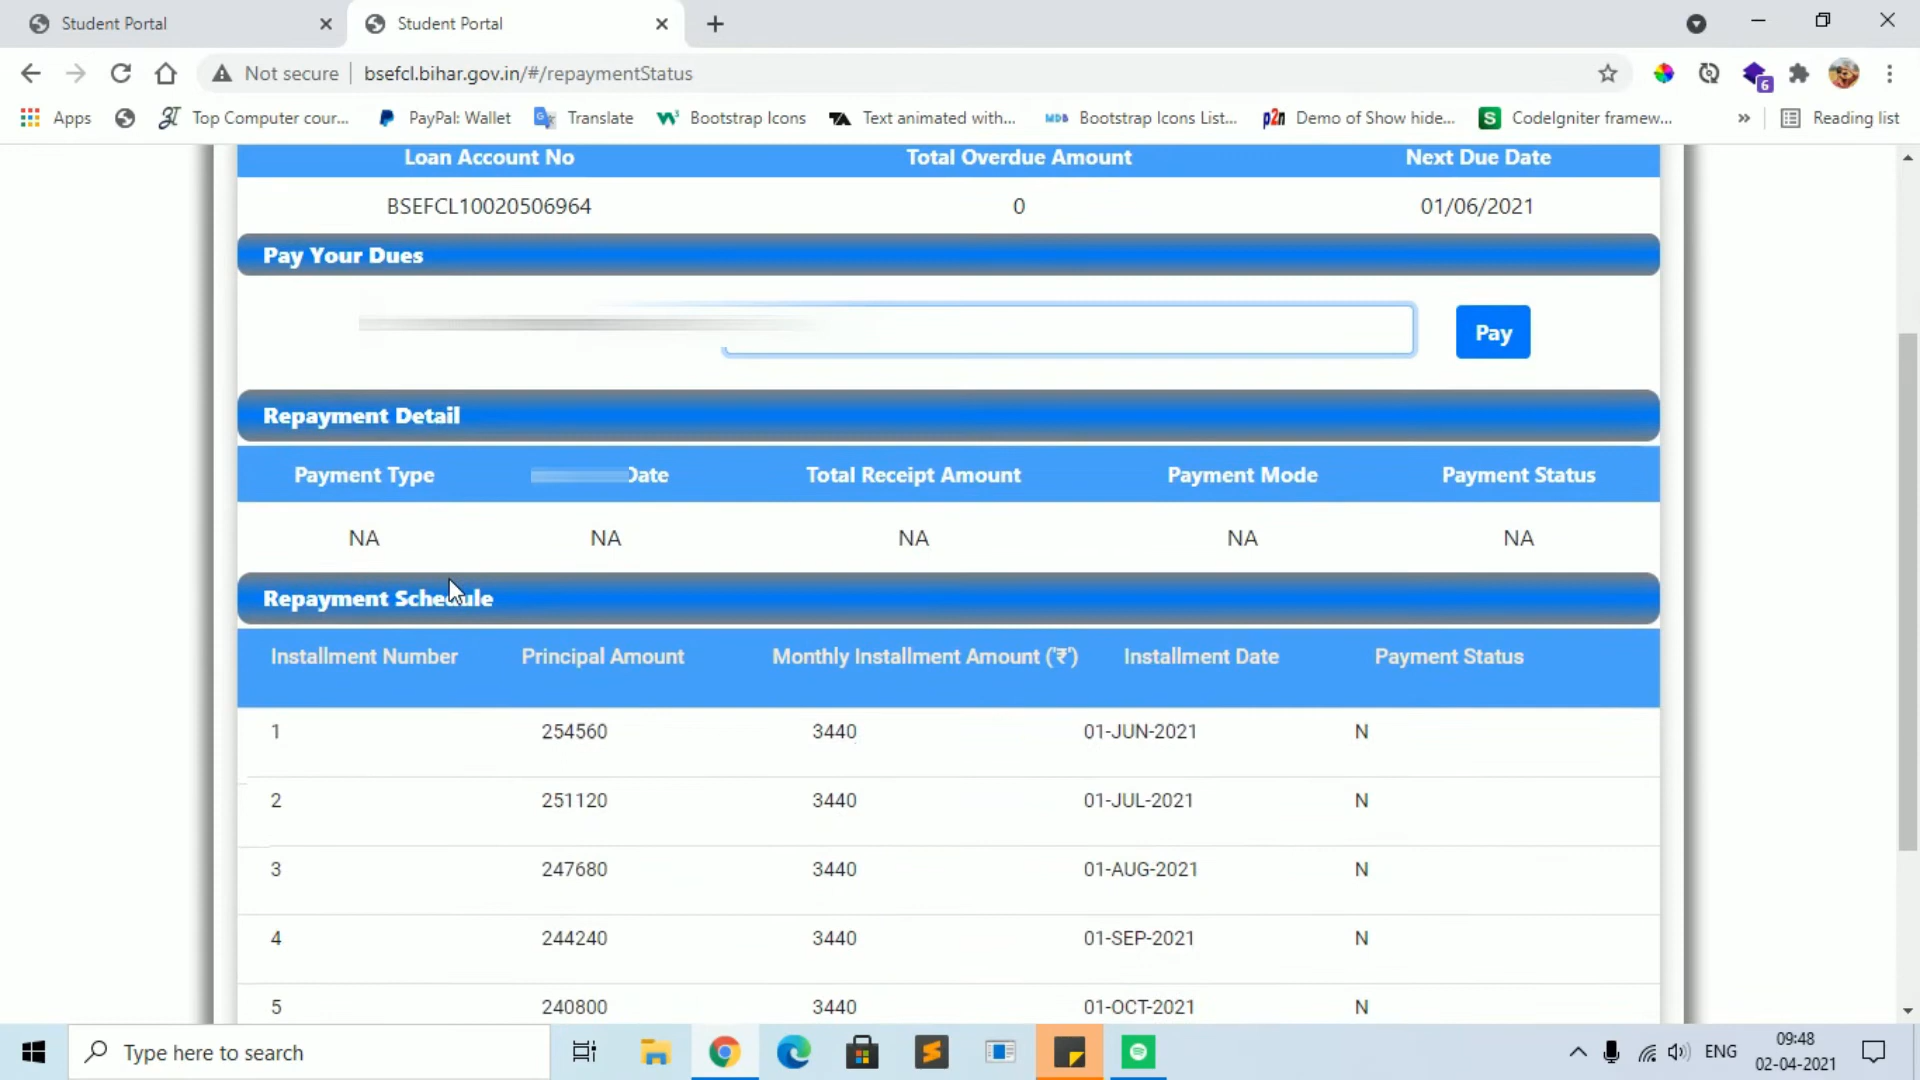 Student Portal
Student Portal
Not secure | bsefcl.bihar.gov.in/#/repaymentStatus
6
Apps
Top Computer cour...
PayPal: Wallet
Translate
Bootstrap Icons
Text animated with...
MDB Bootstrap Icons List...
p2n Demo of Show hide...
S CodeIgniter framew...
» Reading list
Loan Account No Total Overdue Amount Next Due Date
BSEFCL10020506964 0 01/06/2021
Pay Your Dues
Pay
Repayment Detail
Payment Type Date Total Receipt Amount Payment Mode Payment Status
NA NA NA NA NA
Repayment Schedule
Installment Number Principal Amount Monthly Installment Amount ('₹') Installment Date Payment Status
1 254560 3440 01-JUN-2021 N
2 251120 3440 01-JUL-2021 N
3 247680 3440 01-AUG-2021 N
4 244240 3440 01-SEP-2021 N
5 240800 3440 01-OCT-2021 N
Type here to search
ENG
09:48
02-04-2021